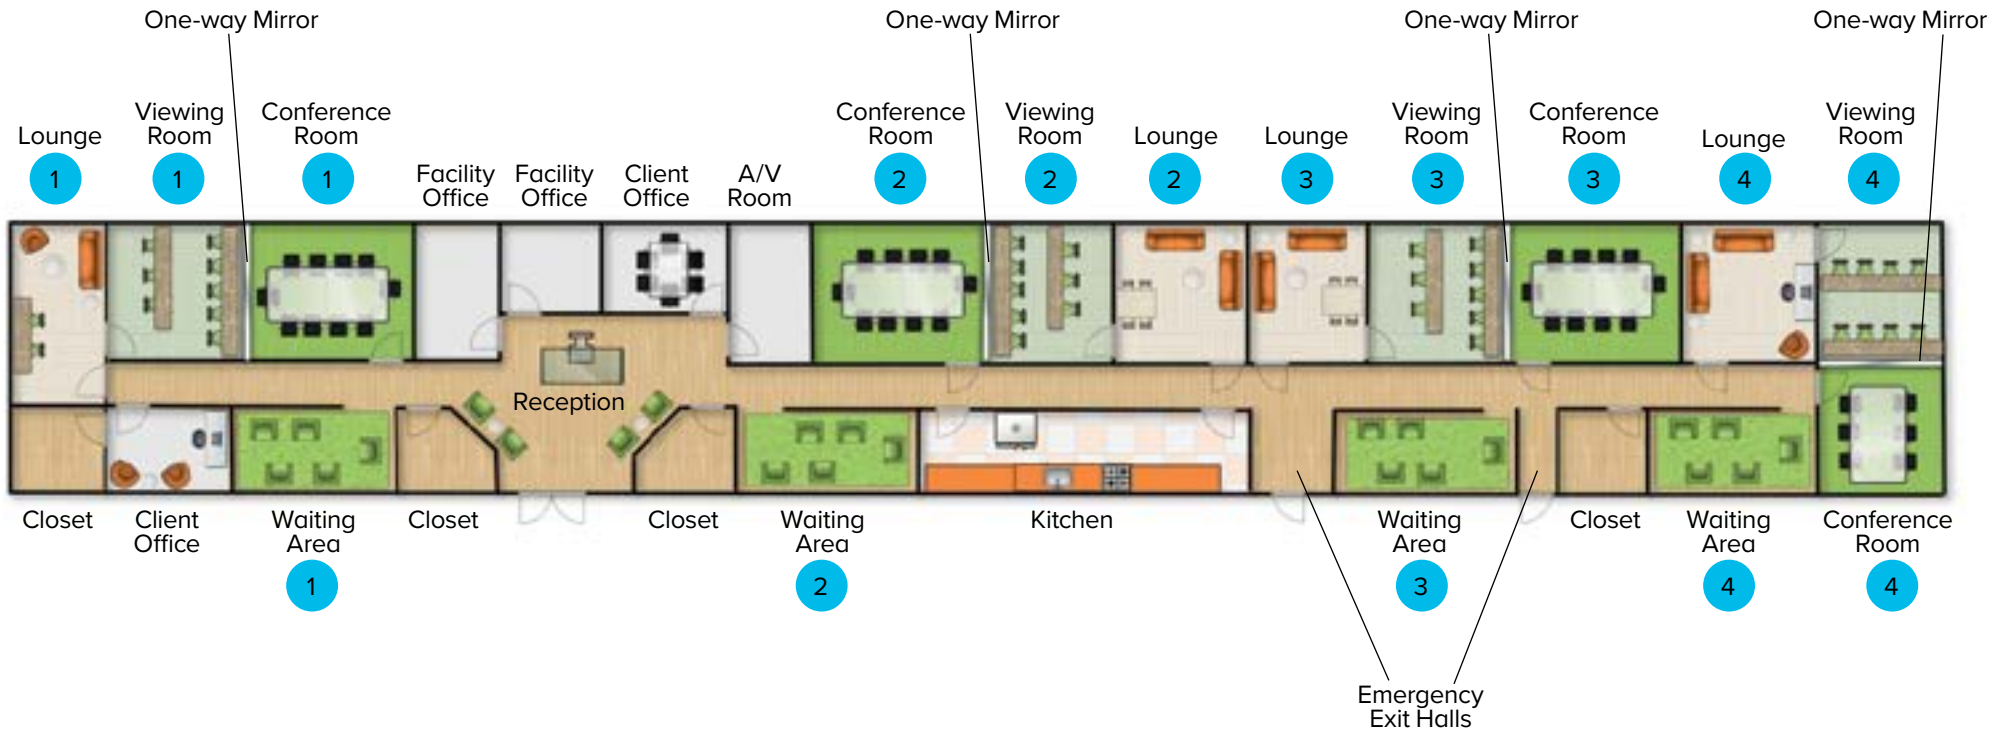 One-way Mirror
One-way Mirror
One-way Mirror
One-way Mirror
Lounge
1
Viewing
Room
1
Conference
Room
1
Facility
Office
Facility
Office
Client
Office
A/V
Room
Conference
Room
2
Viewing
Room
2
Lounge
2
Lounge
3
Viewing
Room
3
Conference
Room
3
Lounge
4
Viewing
Room
4
Reception
Closet
Client
Office
Waiting
Area
1
Closet
Closet
Waiting
Area
2
Kitchen
Waiting
Area
3
Closet
Waiting
Area
4
Conference
Room
4
Emergency
Exit Halls